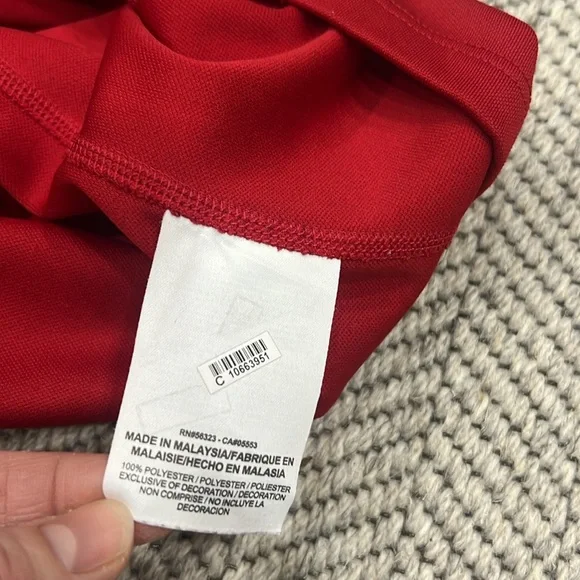 C 10663951
RN#56323 - CA#05553
MADE IN MALAYSIA/FABRIQUE EN
MALAISIE/HECHO EN MALASIA
100% POLYESTER / POLYESTER / POLIESTER
EXCLUSIVE OF DECORATION / DECORATION
NON COMPRISE / NO INCLUYE LA
DECORACION